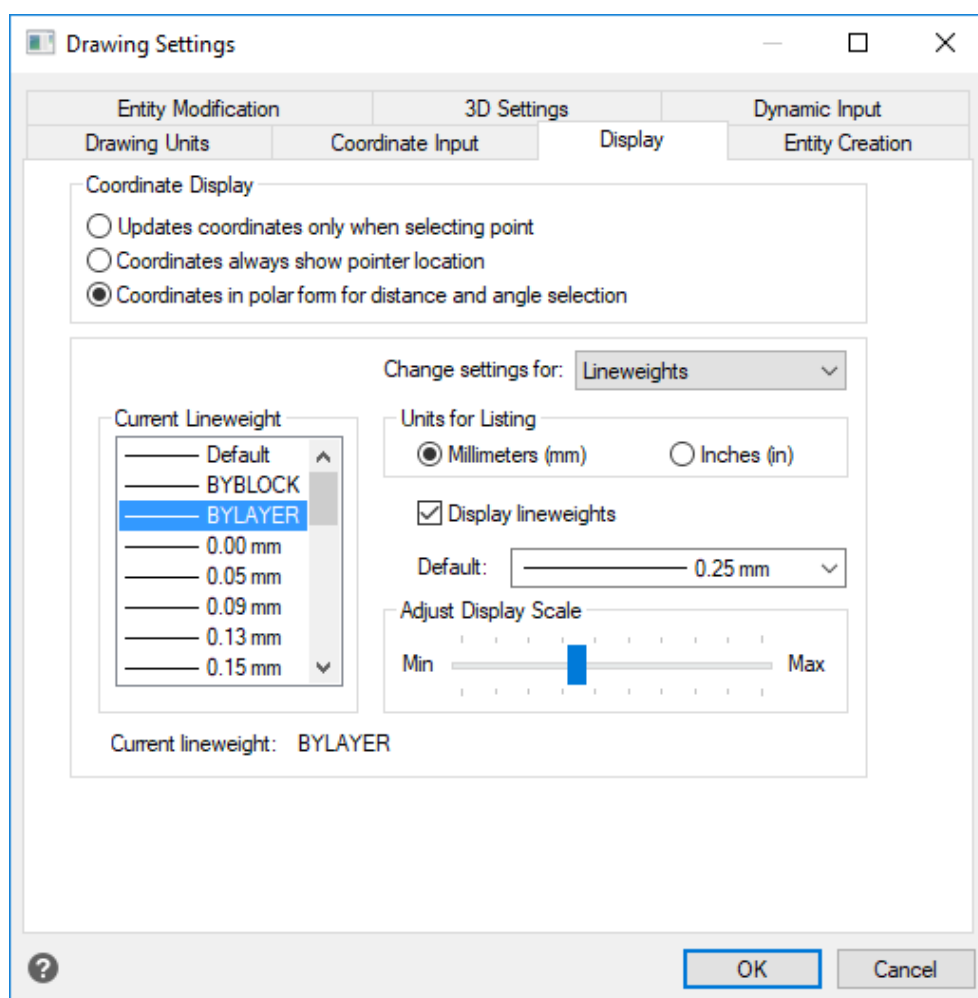 Drawing Settings
Entity Modification 3D Settings Dynamic Input
Drawing Units Coordinate Input Display Entity Creation
Coordinate Display
Updates coordinates only when selecting point
Coordinates always show pointer location
Coordinates in polar form for distance and angle selection
Change settings for: Lineweights
Current Lineweight
Default
BYBLOCK
BYLAYER
0.00 mm
0.05 mm
0.09 mm
0.13 mm
0.15 mm
Units for Listing
Millimeters (mm) Inches (in)
Display lineweights
Default: 0.25 mm
Adjust Display Scale
Min Max
Current lineweight: BYLAYER
?
OK Cancel